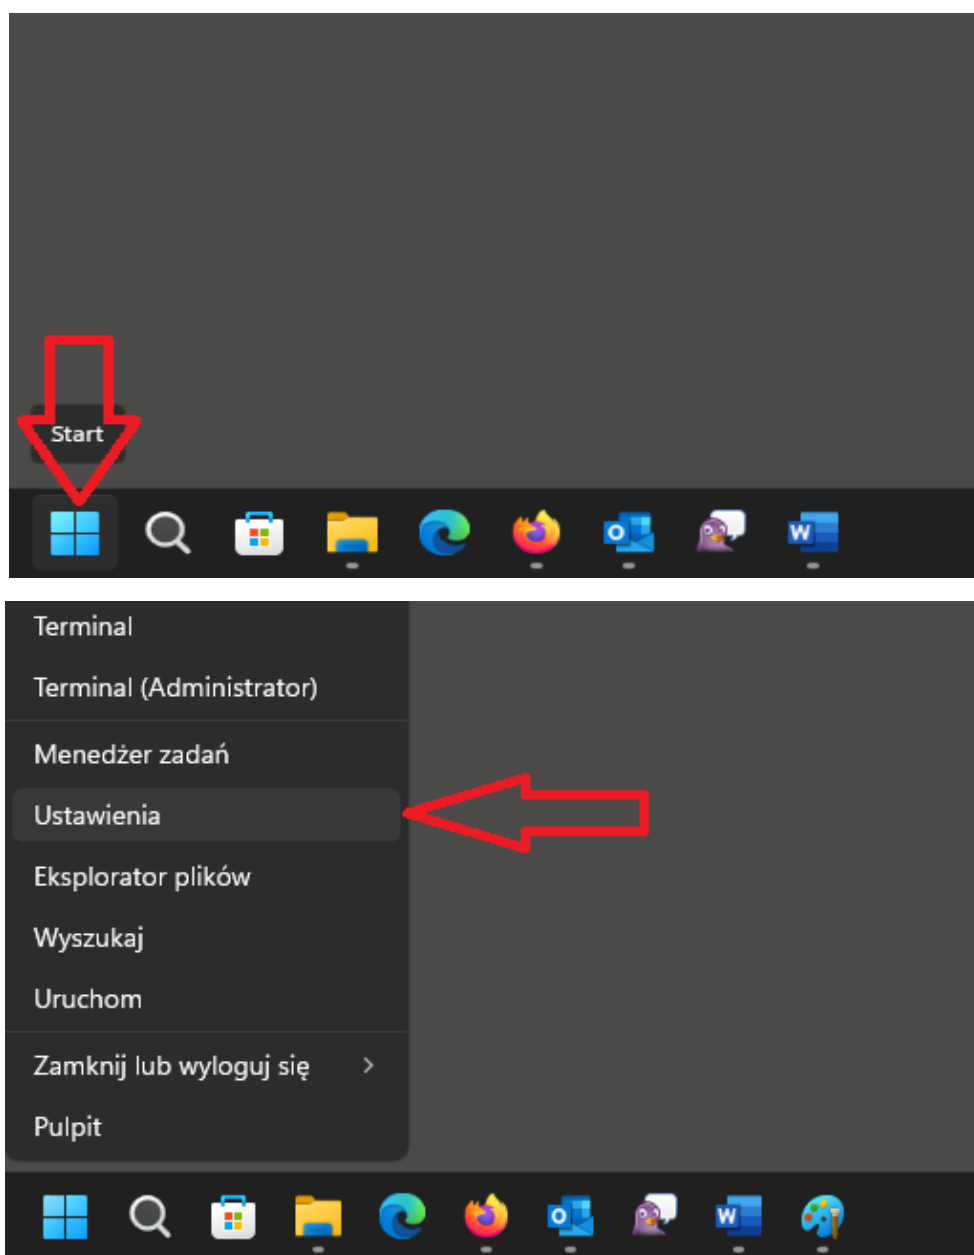 Start
Terminal
Terminal (Administrator)
Menedżer zadań
Ustawienia
Eksplorator plików
Wyszukaj
Uruchom
Zamknij lub wyloguj się
Pulpit